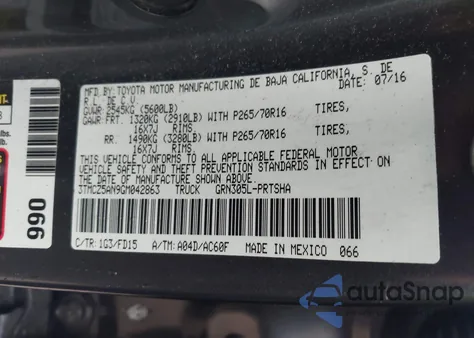 MFD.BY: TOYOTA MOTOR MANUFACTURING DE BAJA CALIFORNIA, S. DE
R.L. DE C.V. DATE: 07/16
GVWR: 2545KG (5600LB)
GAWR: FRT. 1320KG (2910LB) WITH P265/70R16 TIRES,
16X7J RIMS,
RR. 1490KG (3280LB) WITH P265/70R16 TIRES,
16X7J RIMS,
THIS VEHICLE CONFORMS TO ALL APPLICABLE FEDERAL MOTOR
VEHICLE SAFETY AND THEFT PREVENTION STANDARDS IN EFFECT ON
THE DATE OF MANUFACTURE SHOWN ABOVE.
3TMCZ5AN9GM042863 TRUCK GRN305L-PRTSHA
C/TR: 1G3/FD15 A/TM: A04D/AC60F MADE IN MEXICO 066
990
lbs.
autoSnap